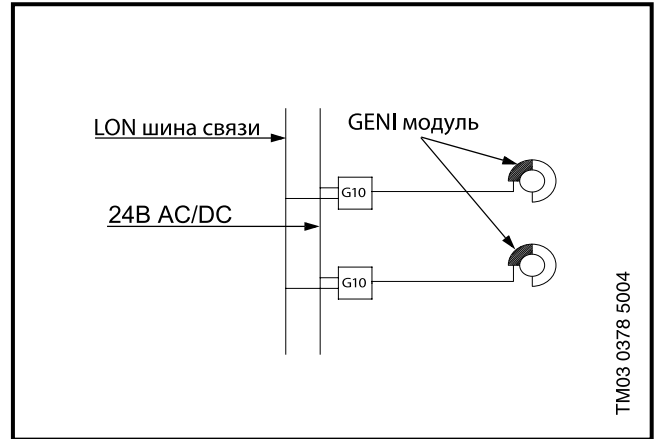 LON шина связи
GENI модуль
G10
24В AC/DC
G10
TM03 0378 5004